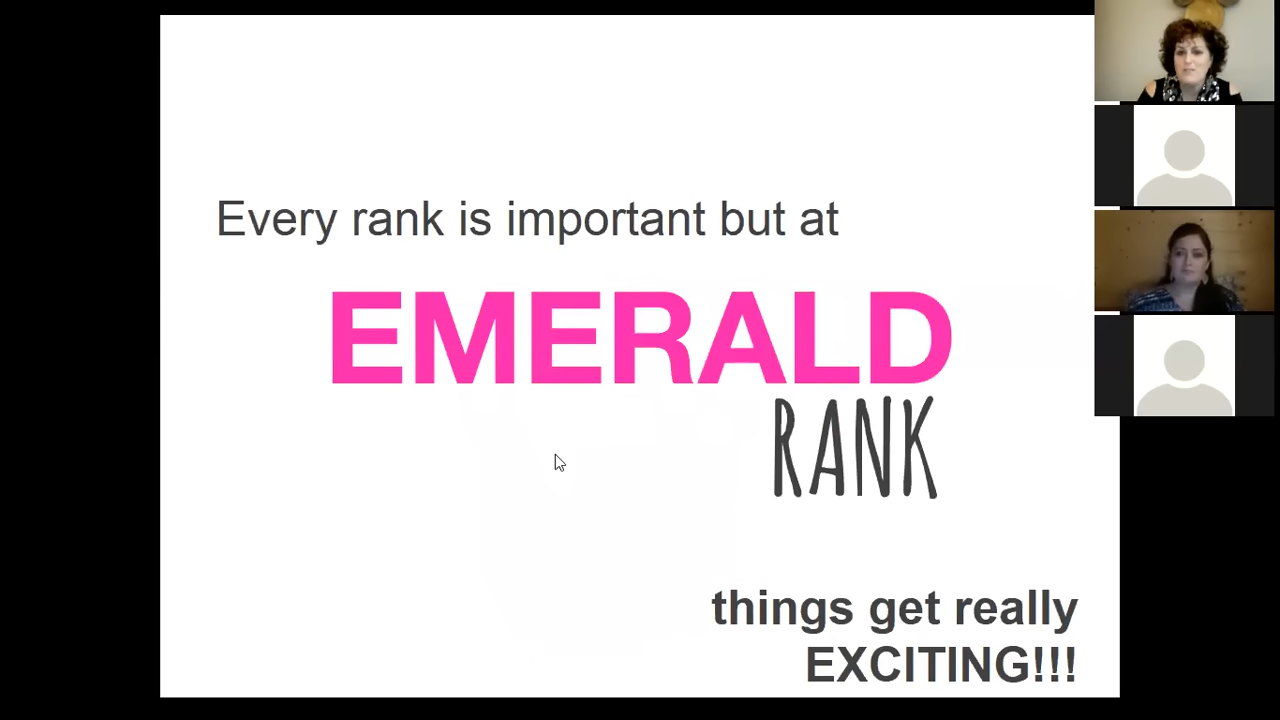 Every rank is important but at
EMERALD
RANK
things get really
EXCITING!!!